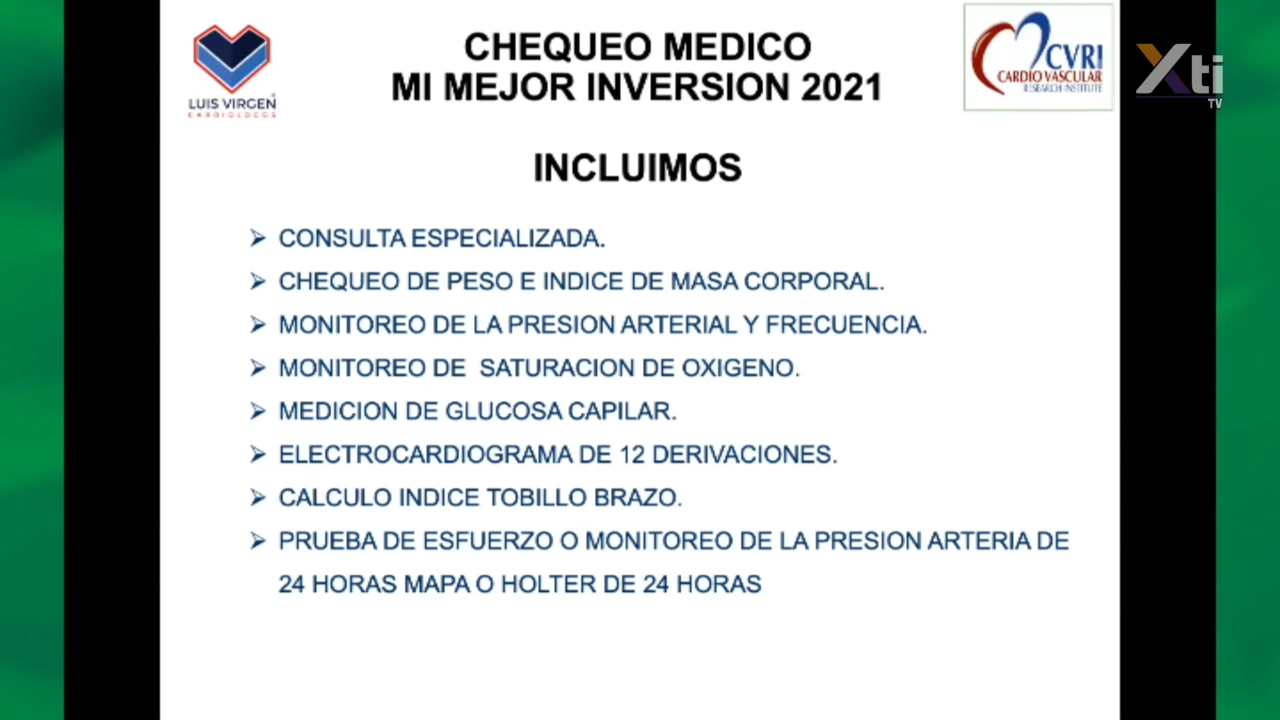 LUIS VIRGEN
CARDIOLOGOS
CHEQUEO MEDICO
MI MEJOR INVERSION 2021
CVRI
CARDIO VASCULAR
RESEARCH INSTITUTE
Xti
TV
INCLUIMOS
➢ CONSULTA ESPECIALIZADA.
➢ CHEQUEO DE PESO E INDICE DE MASA CORPORAL.
➢ MONITOREO DE LA PRESION ARTERIAL Y FRECUENCIA.
➢ MONITOREO DE SATURACION DE OXIGENO.
➢ MEDICION DE GLUCOSA CAPILAR.
➢ ELECTROCARDIOGRAMA DE 12 DERIVACIONES.
➢ CALCULO INDICE TOBILLO BRAZO.
➢ PRUEBA DE ESFUERZO O MONITOREO DE LA PRESION ARTERIA DE
24 HORAS MAPA O HOLTER DE 24 HORAS